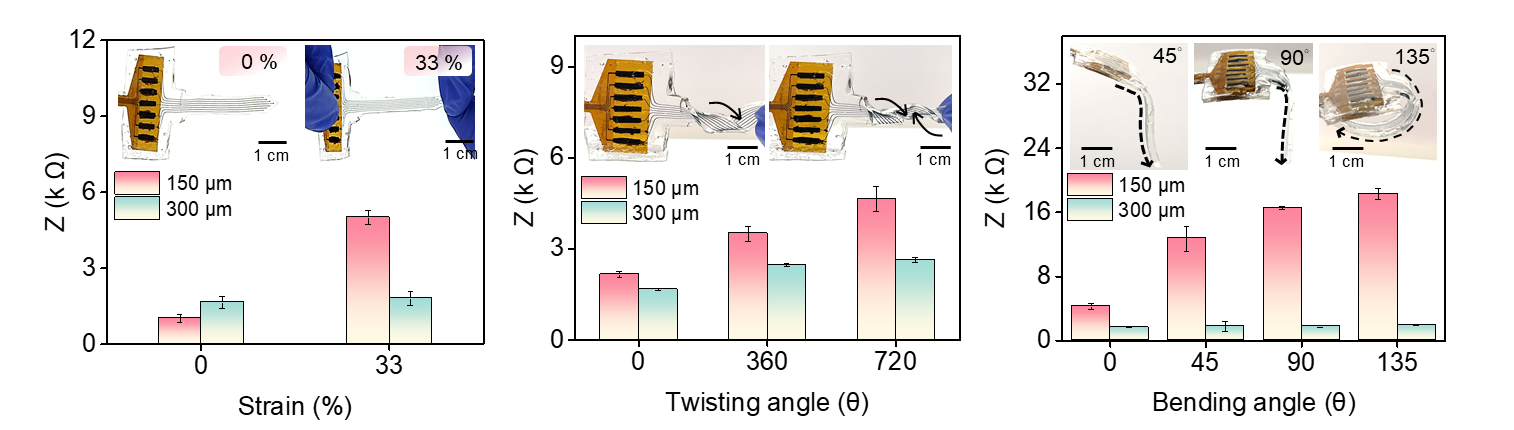 12
9
6
3
0
Z (k Ω)
0 %
33 %
1 cm
1 cm
150 μm
300 μm
0
33
Strain (%)
9
6
3
0
Z (k Ω)
1 cm
1 cm
150 μm
300 μm
0
360
720
Twisting angle (θ)
32
24
16
8
0
Z (k Ω)
45°
90°
135°
1 cm
1 cm
1 cm
150 μm
300 μm
0
45
90
135
Bending angle (θ)